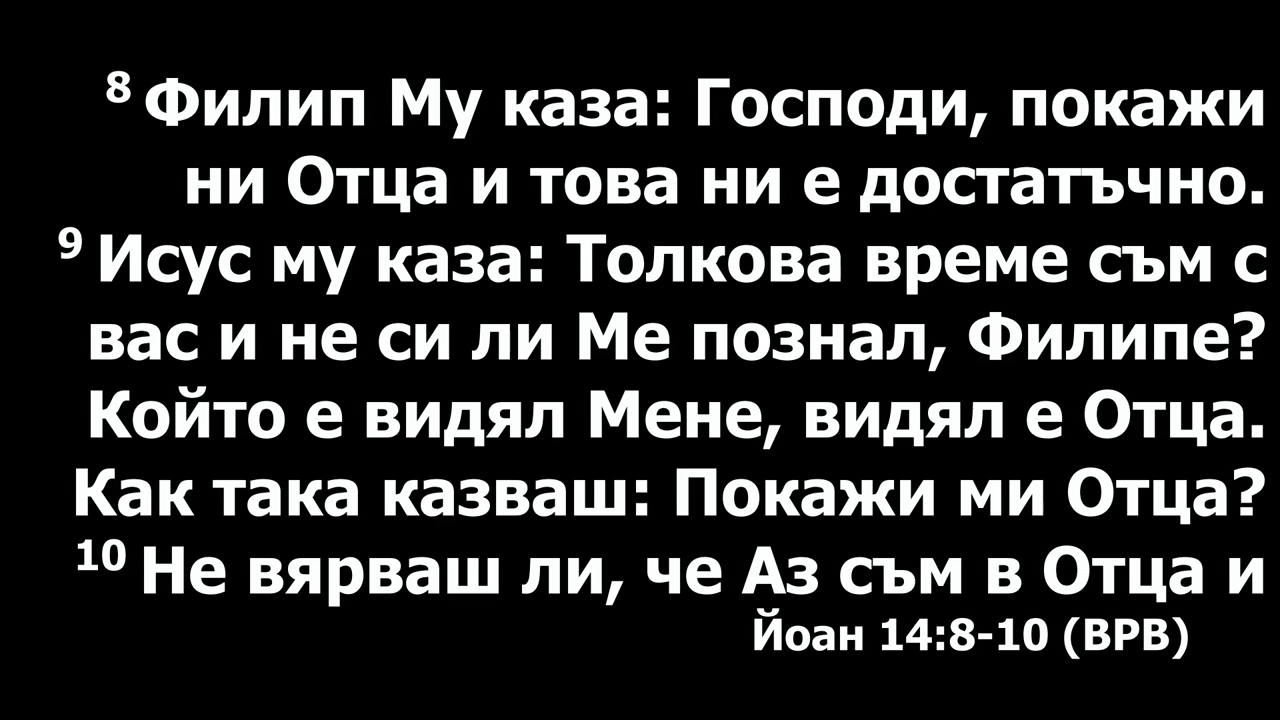 8 Филип Му каза: Господи, покажи
ни Отца и това ни е достатъчно.
9 Исус му каза: Толкова време съм с
вас и не си ли Ме познал, Филипе?
Който е видял Мене, видял е Отца.
Как така казваш: Покажи ми Отца?
10 Не вярваш ли, че Аз съм в Отца и
Йоан 14:8-10 (ВРВ)